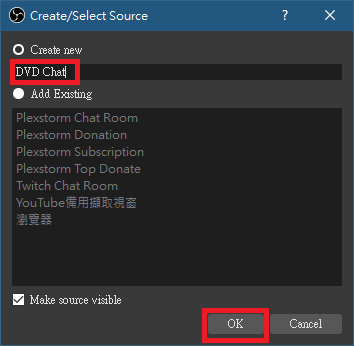 Create/Select Source
Create new
DVD Chat
Add Existing
Plexstorm Chat Room
Plexstorm Donation
Plexstorm Subscription
Plexstorm Top Donate
Twitch Chat Room
YouTube備用擷取視窗
瀏覽器
Make source visible
OK
Cancel